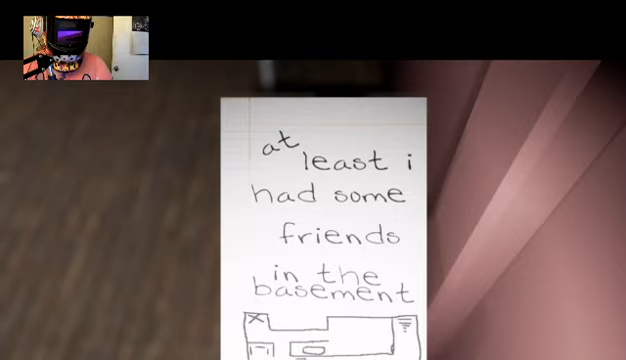 at
least i
had some
friends
in the
basement